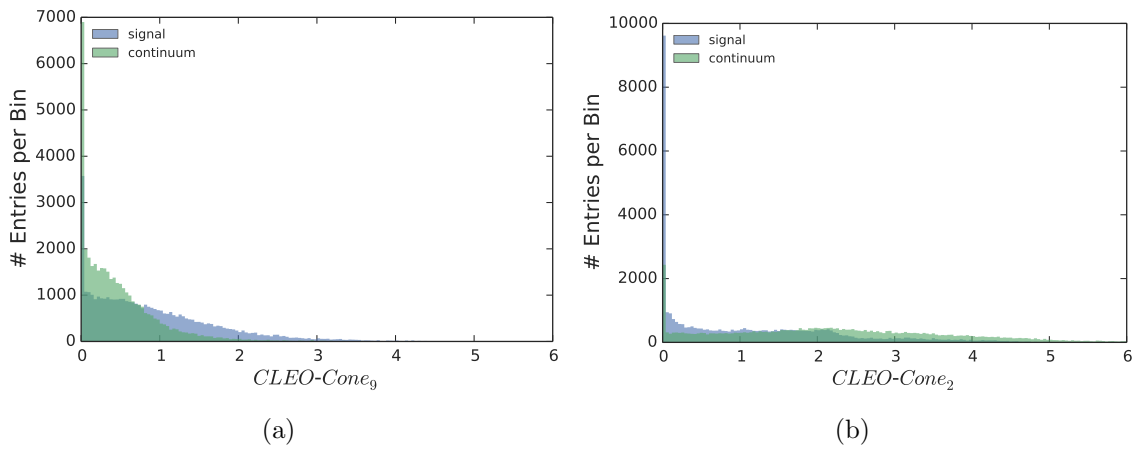 7000
6000
5000
4000
3000
2000
1000
0
# Entries per Bin
signal
continuum
0 1 2 3 4 5 6
CLEO-Cone₉
(a)
10000
8000
6000
4000
2000
0
# Entries per Bin
signal
continuum
0 1 2 3 4 5 6
CLEO-Cone₂
(b)